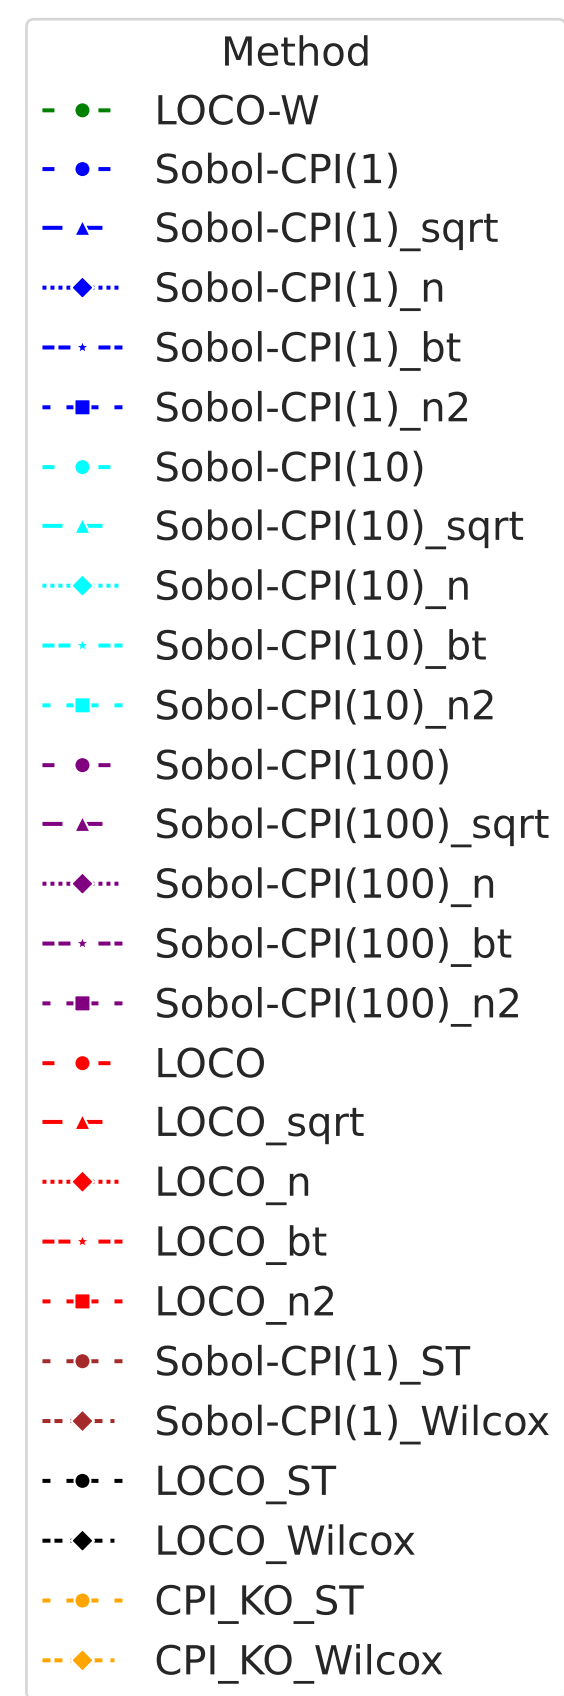 Method
LOCO-W
Sobol-CPI(1)
Sobol-CPI(1)_sqrt
Sobol-CPI(1)_n
Sobol-CPI(1)_bt
Sobol-CPI(1)_n2
Sobol-CPI(10)
Sobol-CPI(10)_sqrt
Sobol-CPI(10)_n
Sobol-CPI(10)_bt
Sobol-CPI(10)_n2
Sobol-CPI(100)
Sobol-CPI(100)_sqrt
Sobol-CPI(100)_n
Sobol-CPI(100)_bt
Sobol-CPI(100)_n2
LOCO
LOCO_sqrt
LOCO_n
LOCO_bt
LOCO_n2
Sobol-CPI(1)_ST
Sobol-CPI(1)_Wilcox
LOCO_ST
LOCO_Wilcox
CPI_KO_ST
CPI_KO_Wilcox